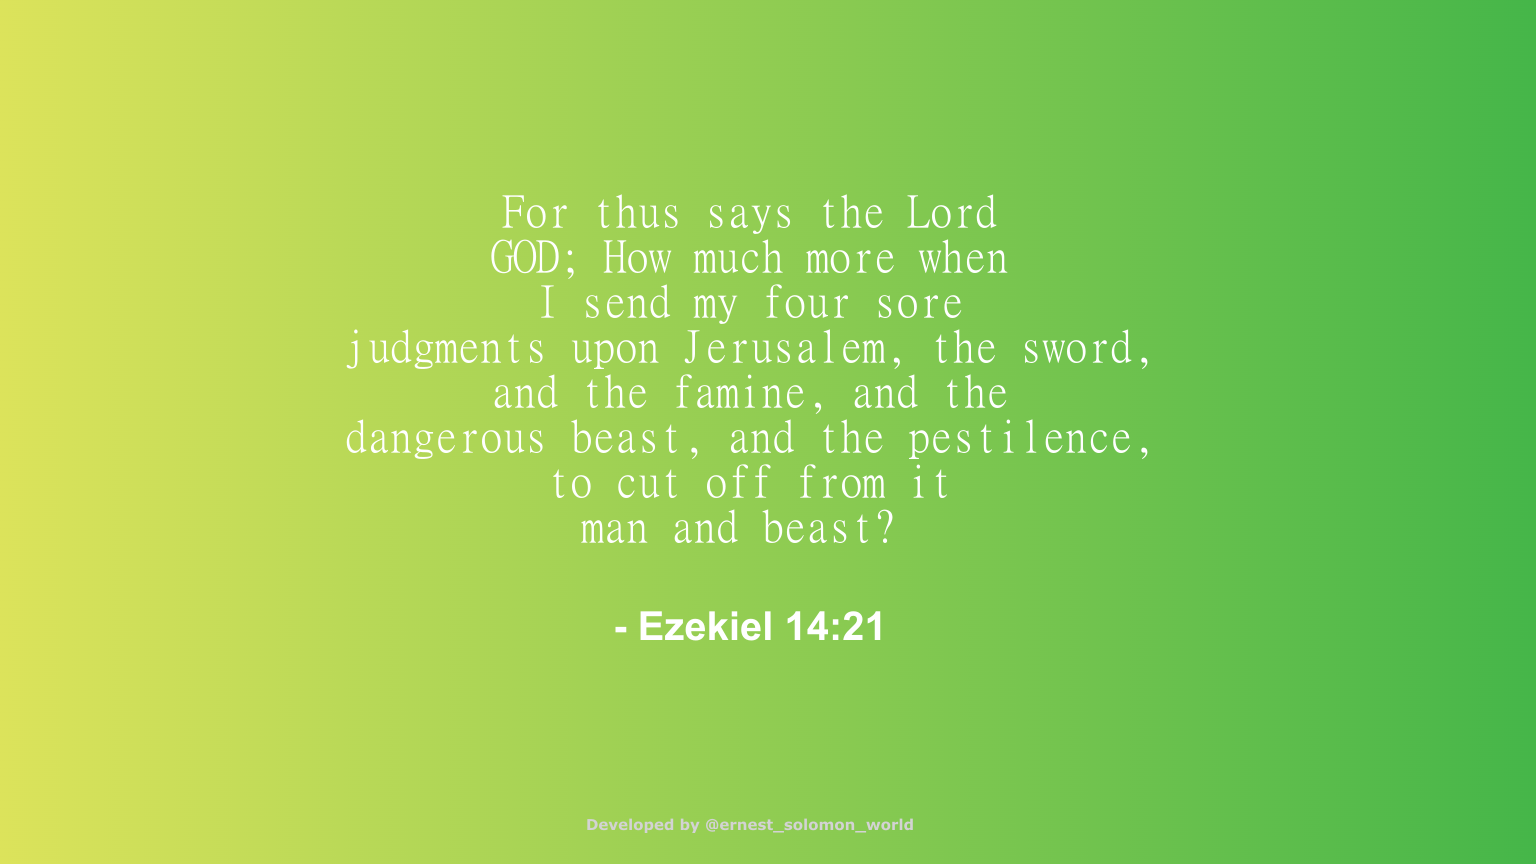 For thus says the Lord
GOD; How much more when
I send my four sore
judgments upon Jerusalem, the sword,
and the famine, and the
dangerous beast, and the pestilence,
to cut off from it
man and beast?
- Ezekiel 14:21
Developed by @ernest_solomon_world